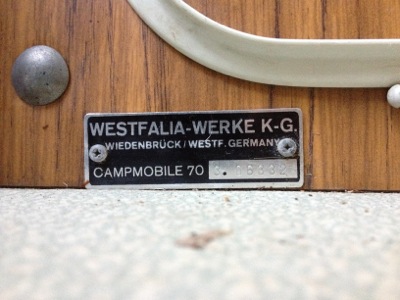 WESTFALIA-WERKE K-G.
WIEDENBRÜCK/WESTF. GERMANY
CAMPMOBILE 70